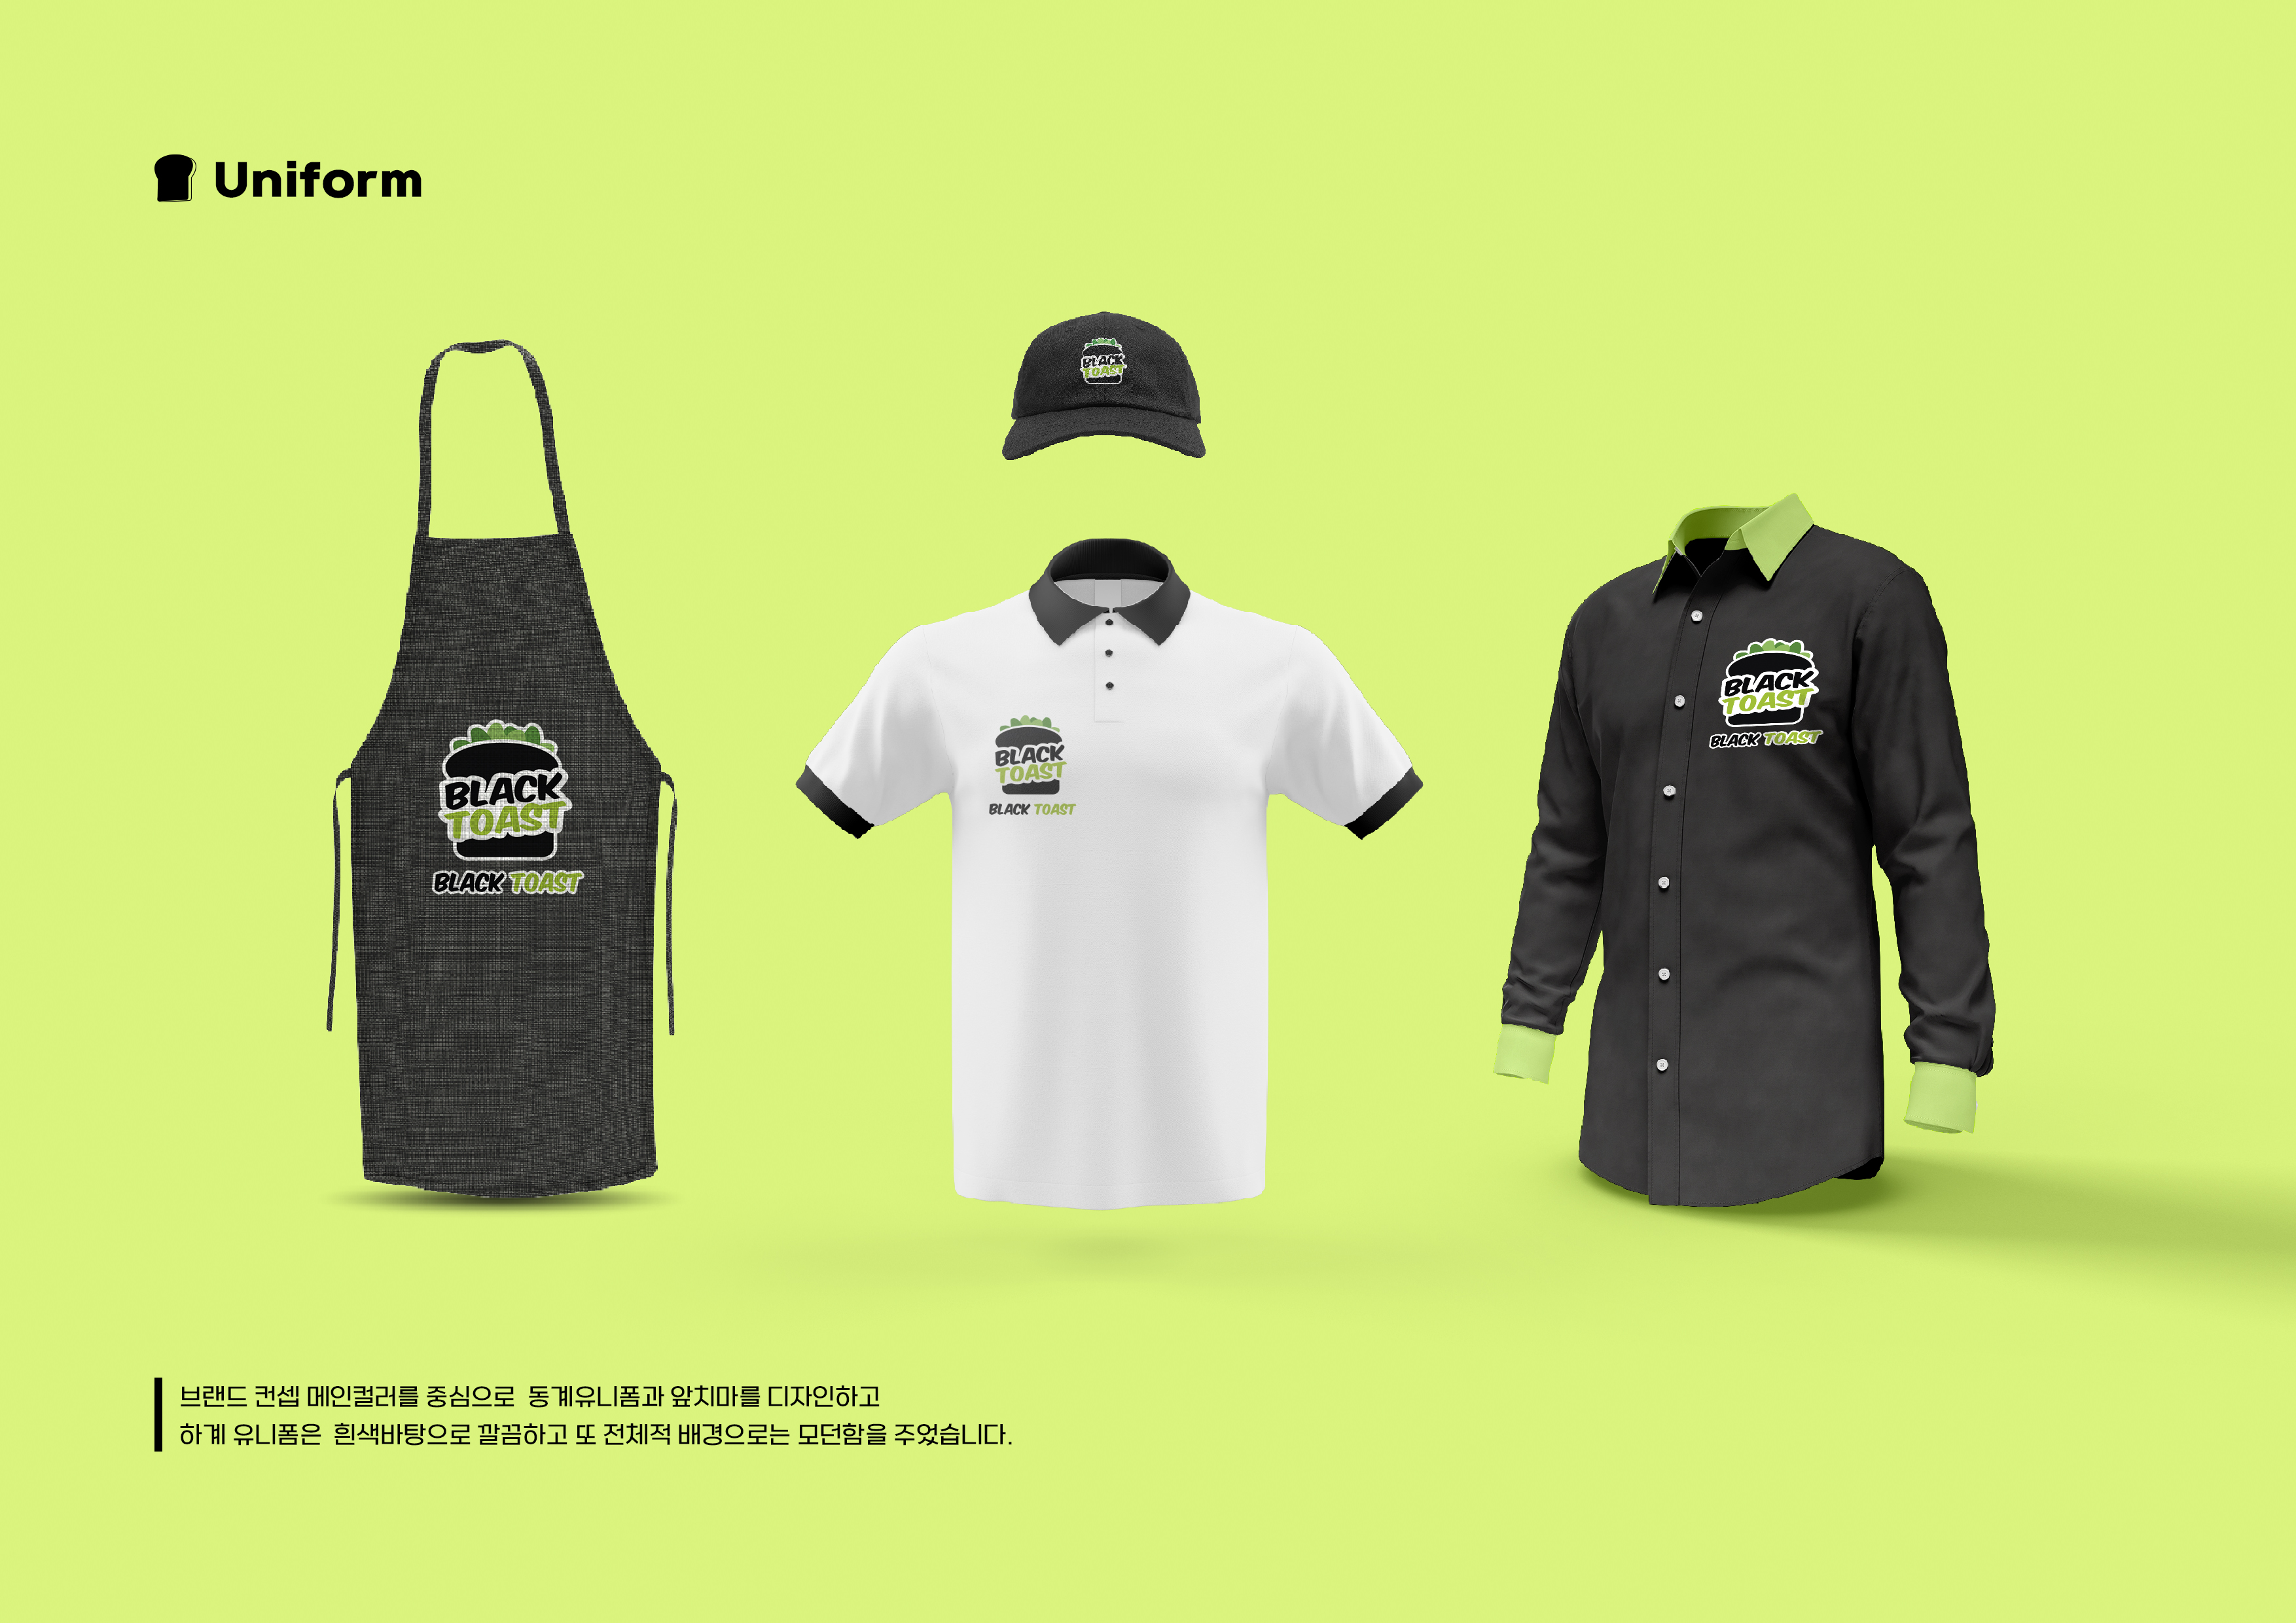 Uniform
BLACK
TOAST
BLACK
TOAST
BLACK TOAST
BLACK
TOAST
BLACK TOAST
BLACK
TOAST
BLACK TOAST
브랜드 컨셉 메인컬러를 중심으로 동계유니폼과 앞치마를 디자인하고
하계 유니폼은 흰색바탕으로 깔끔하고 또 전체적 배경으로는 모던함을 주었습니다.